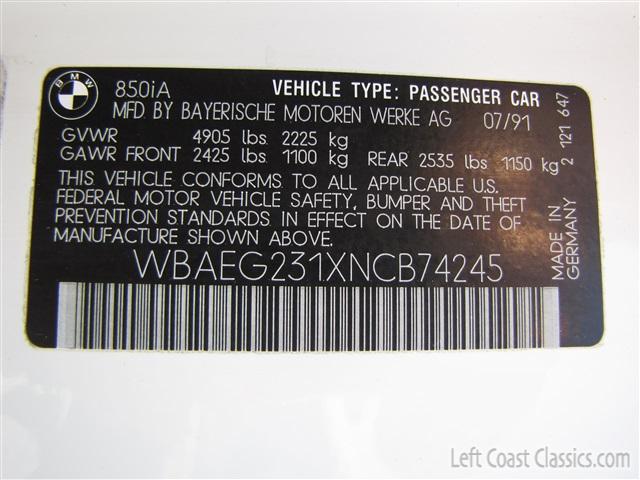 BMW
850iA VEHICLE TYPE: PASSENGER CAR
MFD BY BAYERISCHE MOTOREN WERKE AG 07/91
GVWR 4905 lbs 2225 kg
GAWR FRONT 2425 lbs 1100 kg REAR 2535 lbs 1150 kg
THIS VEHICLE CONFORMS TO ALL APPLICABLE U.S.
FEDERAL MOTOR VEHICLE SAFETY, BUMPER AND THEFT
PREVENTION STANDARDS IN EFFECT ON THE DATE OF
MANUFACTURE SHOWN ABOVE.
WBAEG231XNCB74245
2 121 647
MADE IN
GERMANY
Left Coast Classics.com